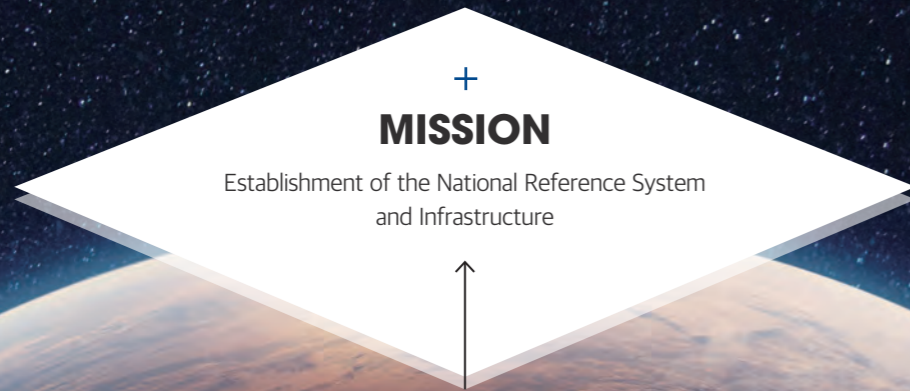 MISSION
Establishment of the National Reference System
and Infrastructure